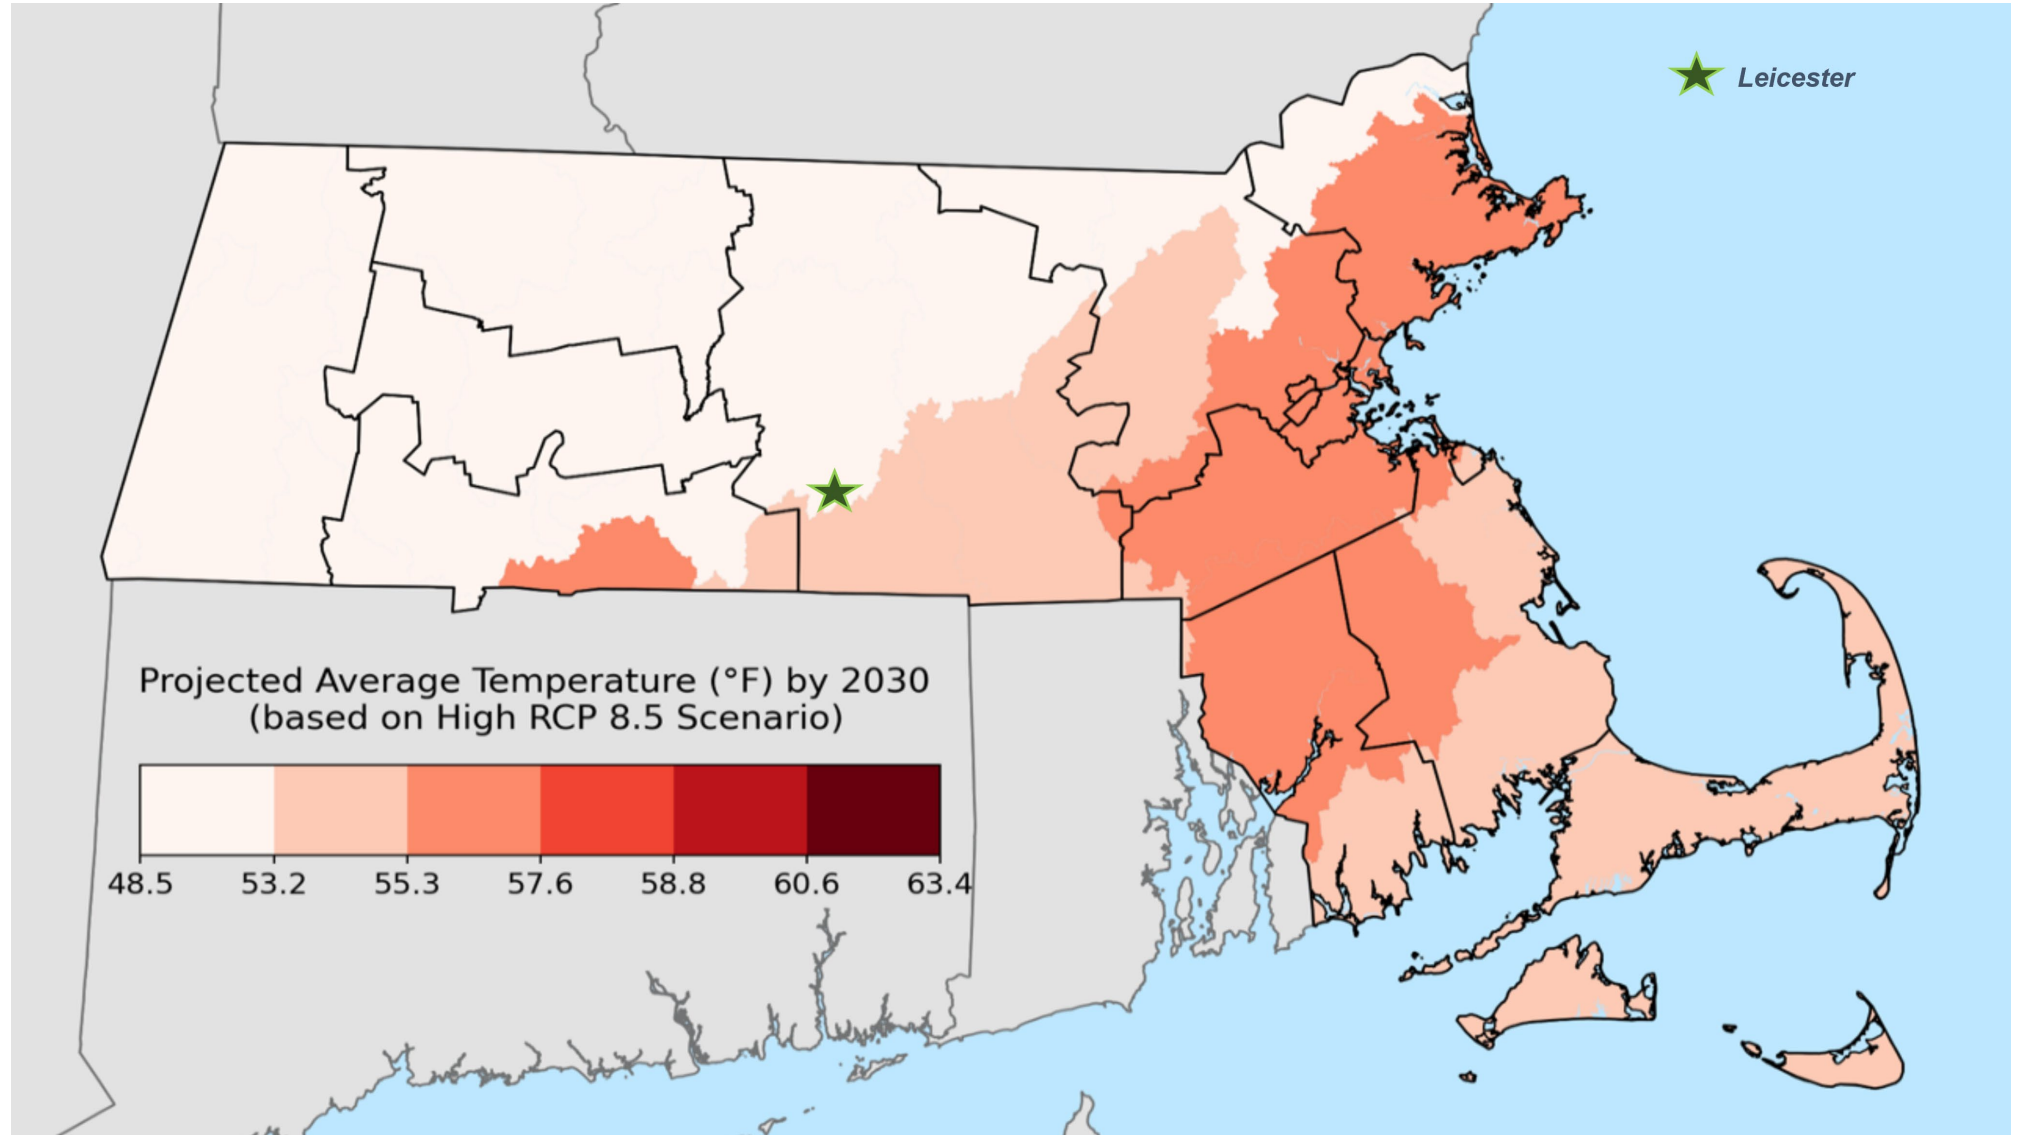 Leicester
Projected Average Temperature (°F) by 2030
(based on High RCP 8.5 Scenario)
48.5 53.2 55.3 57.6 58.8 60.6 63.4